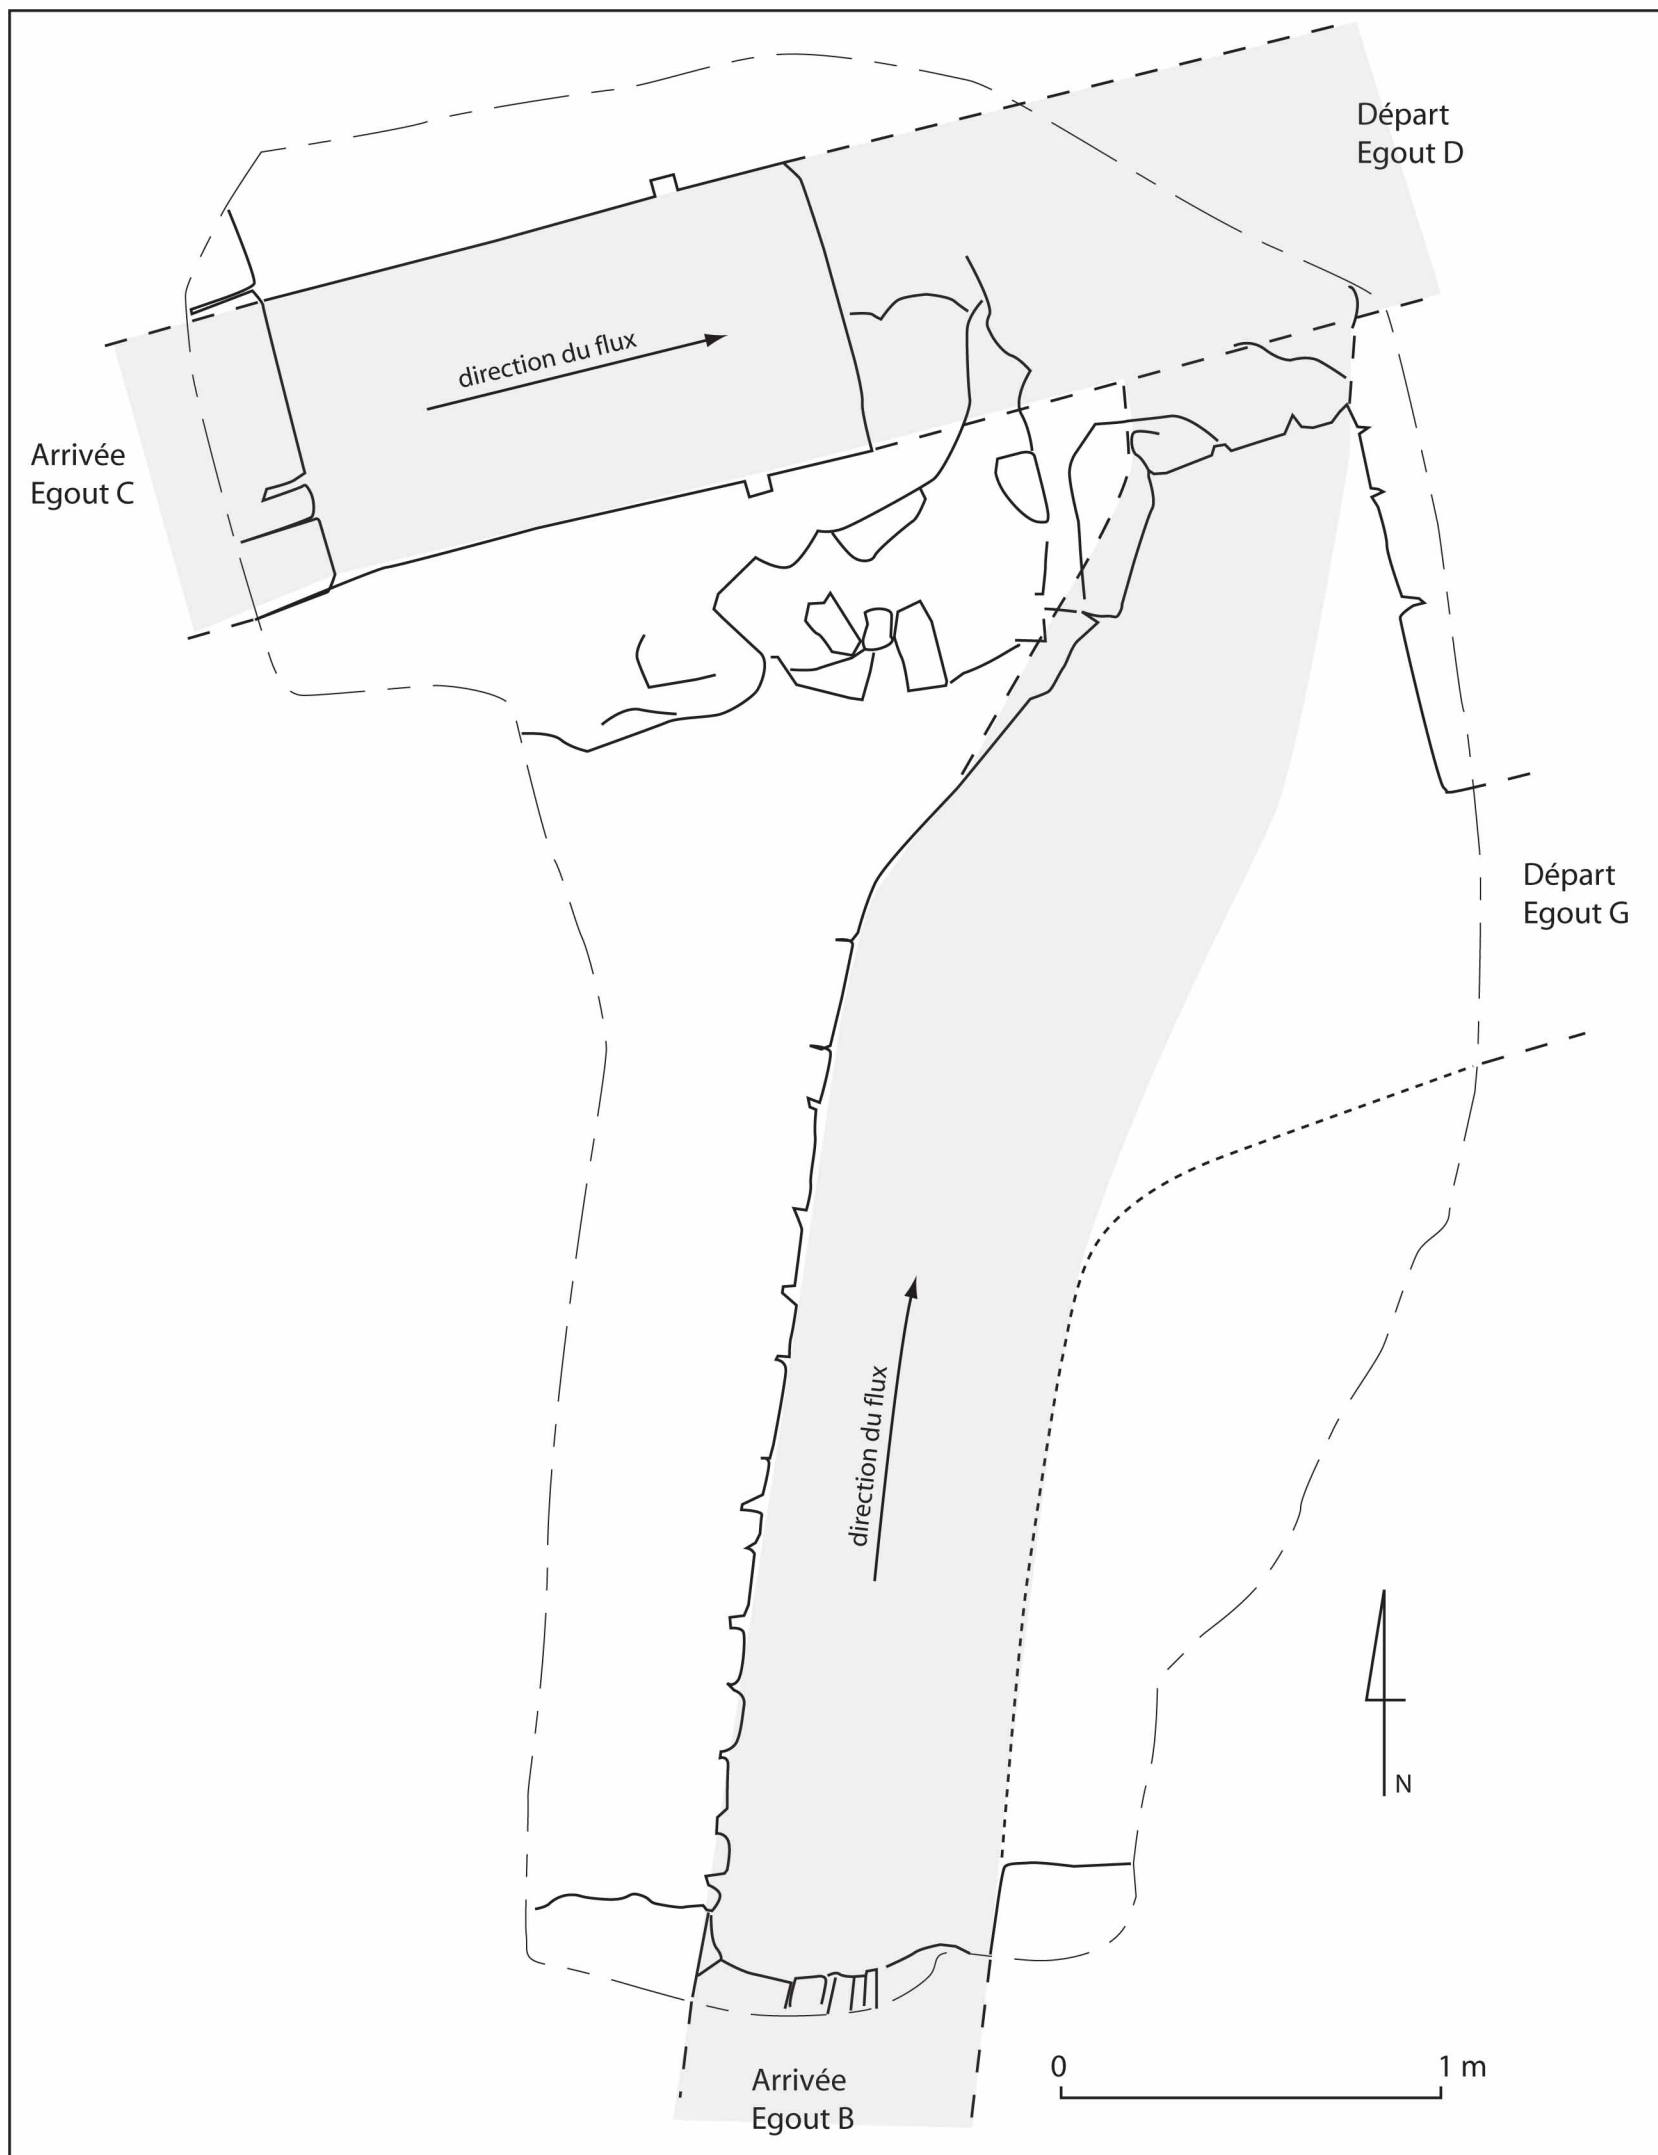 Départ
Egout D
direction du flux
Arrivée
Egout C
Départ
Egout G
direction du flux
N
0 1 m
Arrivée
Egout B